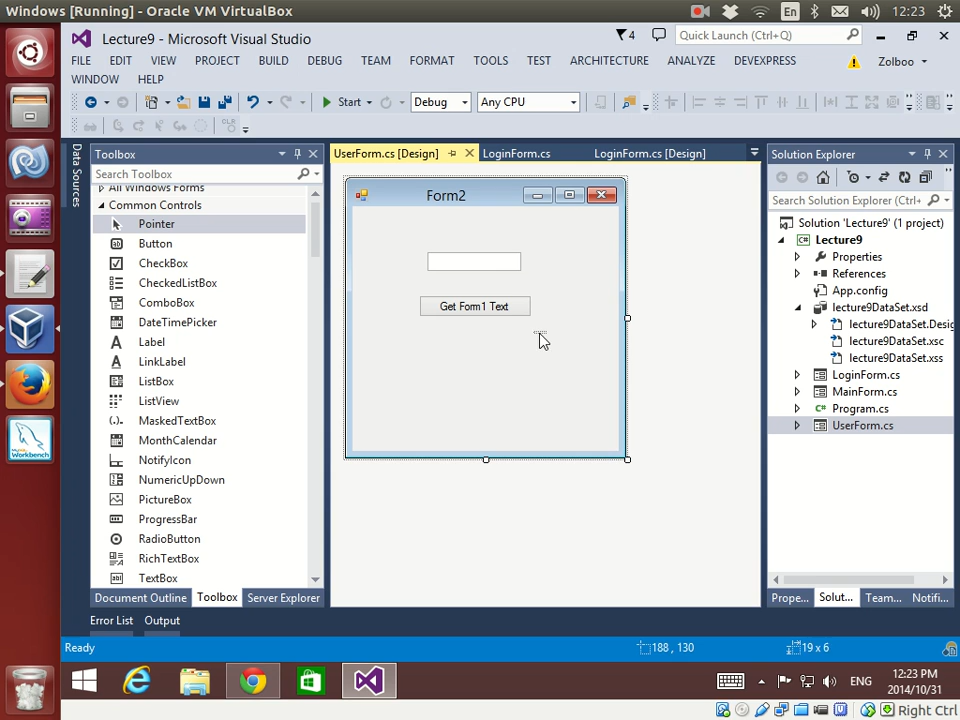 Windows [Running] - Oracle VM VirtualBox
En
12:23
Lecture9 - Microsoft Visual Studio
4
Quick Launch (Ctrl+Q)
FILE EDIT VIEW PROJECT BUILD DEBUG TEAM FORMAT TOOLS TEST ARCHITECTURE ANALYZE DEVEXPRESS
Zolboo
WINDOW HELP
Start
Debug
Any CPU
Data Sources
Toolbox
Search Toolbox
All Windows Forms
Common Controls
Pointer
Button
CheckBox
CheckedListBox
ComboBox
DateTimePicker
Label
LinkLabel
ListBox
ListView
MaskedTextBox
MonthCalendar
NotifyIcon
NumericUpDown
PictureBox
ProgressBar
RadioButton
RichTextBox
TextBox
Document Outline Toolbox Server Explorer
UserForm.cs [Design] LoginForm.cs LoginForm.cs [Design]
Form2
Get Form1 Text
Solution Explorer
Search Solution Explorer (Ctrl+
Solution 'Lecture9' (1 project)
Lecture9
Properties
References
App.config
lecture9DataSet.xsd
lecture9DataSet.Desig
lecture9DataSet.xsc
lecture9DataSet.xss
LoginForm.cs
MainForm.cs
Program.cs
UserForm.cs
Prope... Solut... Team... Notifi...
Error List Output
Ready
188 , 130
19 x 6
MySQL
Workbench
ENG
12:23 PM
2014/10/31
Right Ctrl